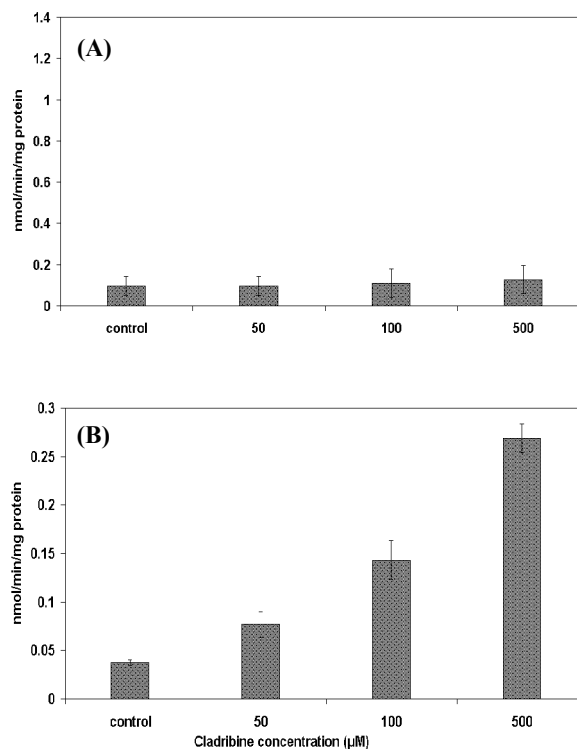 (A)
nmol/min/mg protein
1.4
1.2
1
0.8
0.6
0.4
0.2
0
control 50 100 500
(B)
nmol/min/mg protein
0.3
0.25
0.2
0.15
0.1
0.05
0
control 50 100 500
Cladribine concentration (µM)